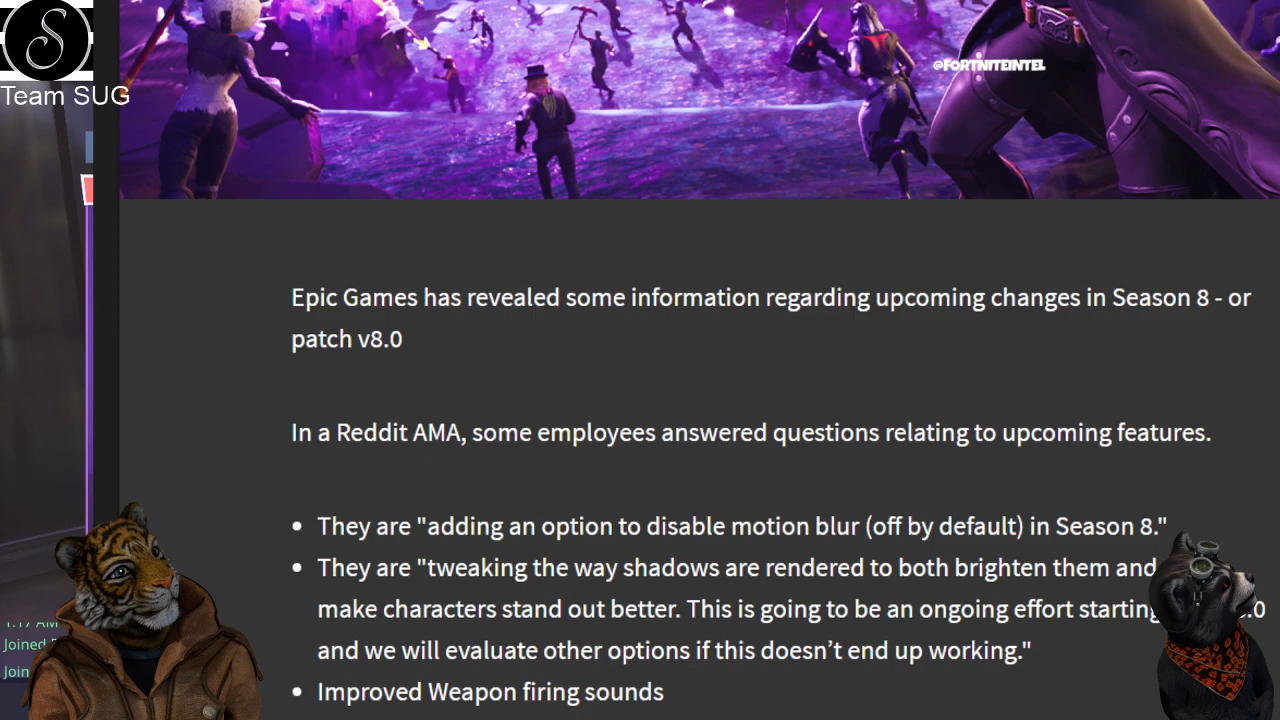 S
Team SUG
@FORTNITEINTEL
Epic Games has revealed some information regarding upcoming changes in Season 8 - or
patch v8.0
In a Reddit AMA, some employees answered questions relating to upcoming features.
• They are "adding an option to disable motion blur (off by default) in Season 8."
• They are "tweaking the way shadows are rendered to both brighten them and
make characters stand out better. This is going to be an ongoing effort starting
and we will evaluate other options if this doesn’t end up working."
• Improved Weapon firing sounds
Joined
Join